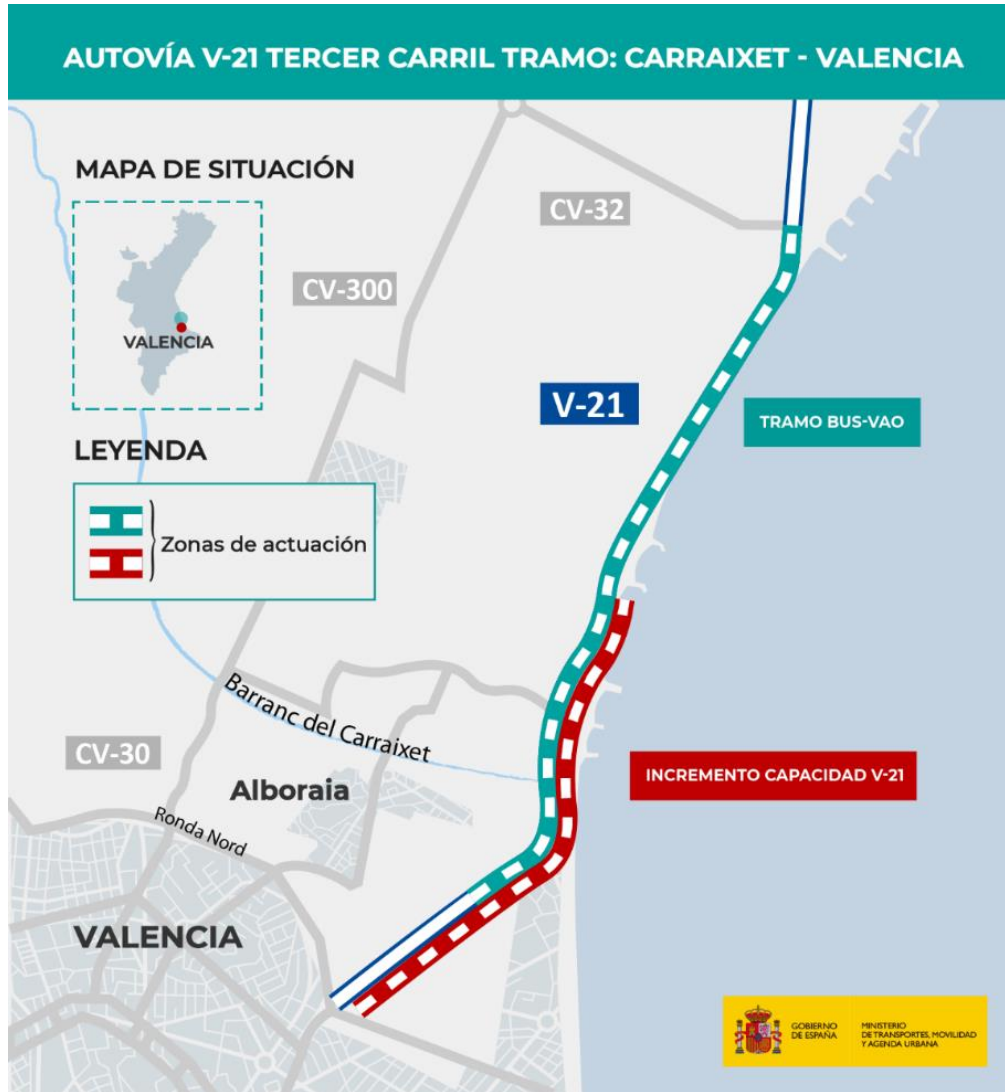 AUTOVÍA V-21 TERCER CARRIL TRAMO: CARRAIXET - VALENCIA
MAPA DE SITUACIÓN
VALENCIA
CV-32
CV-300
V-21
TRAMO BUS-VAO
LEYENDA
Zonas de actuación
Barranc del Carraixet
CV-30
INCREMENTO CAPACIDAD V-21
Alboraia
Ronda Nord
VALENCIA
GOBIERNO
DE ESPAÑA
MINISTERIO
DE TRANSPORTES, MOVILIDAD
Y AGENDA URBANA